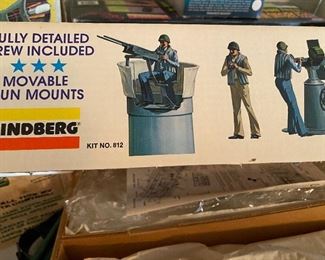 ULLY DETAILED
REW INCLUDED
MOVABLE
UN MOUNTS
INDBERG
KIT NO. 812